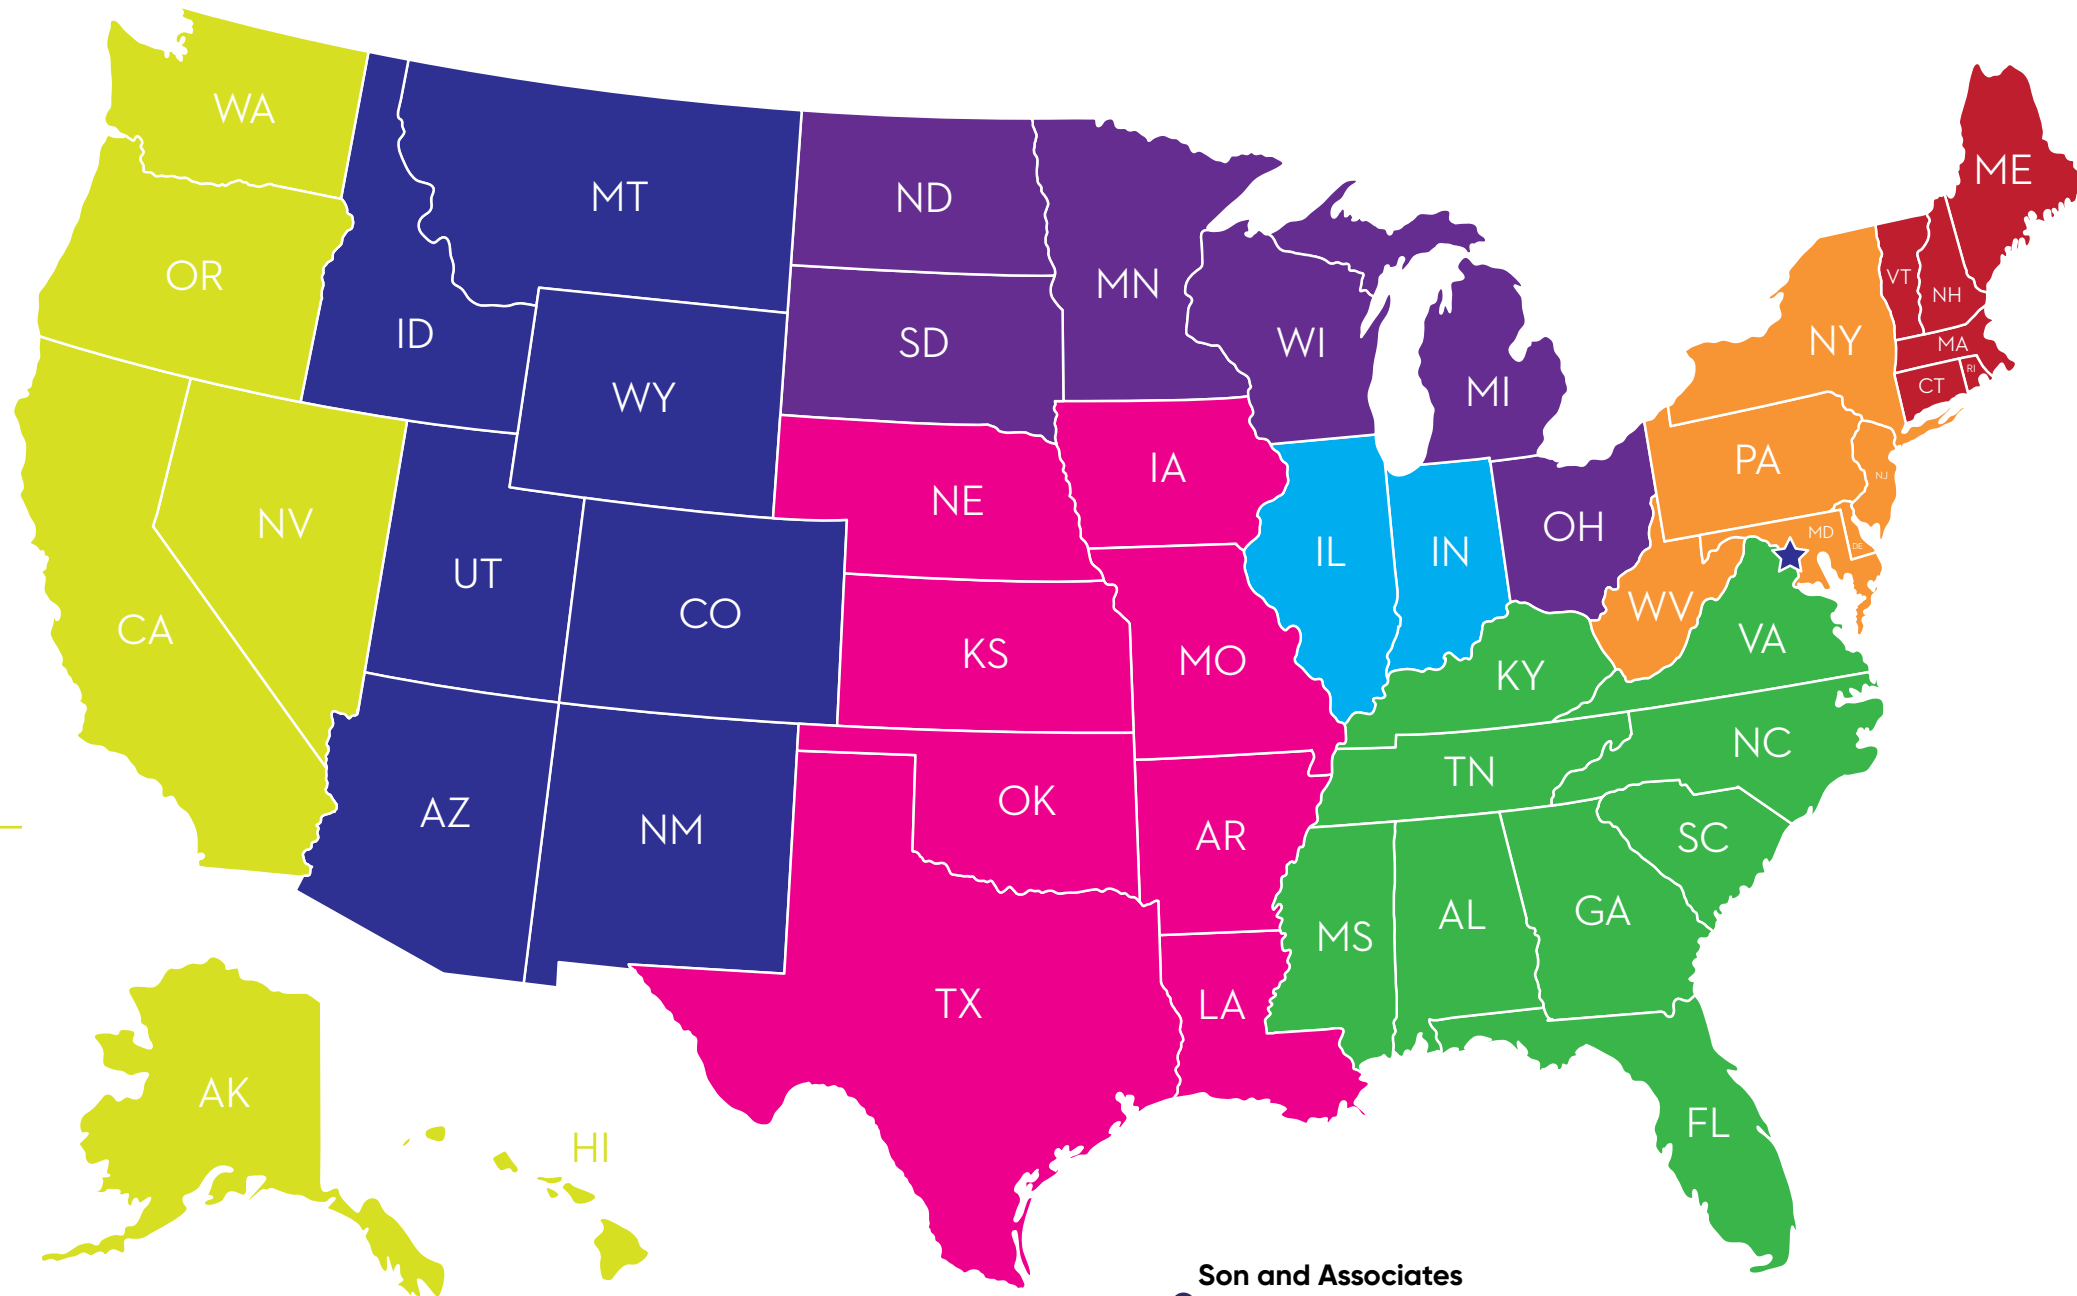 WA
MT
ND
ME
OR
MN
VT
NH
ID
SD
WI
NY
MA
RI
WY
MI
CT
IA
PA
NJ
NE
NV
OH
MD
IL
IN
DE
UT
CO
WV
CA
KS
MO
KY
VA
NC
TN
AZ
NM
OK
AR
SC
MS
AL
GA
TX
LA
AK
FL
HI
Son and Associates